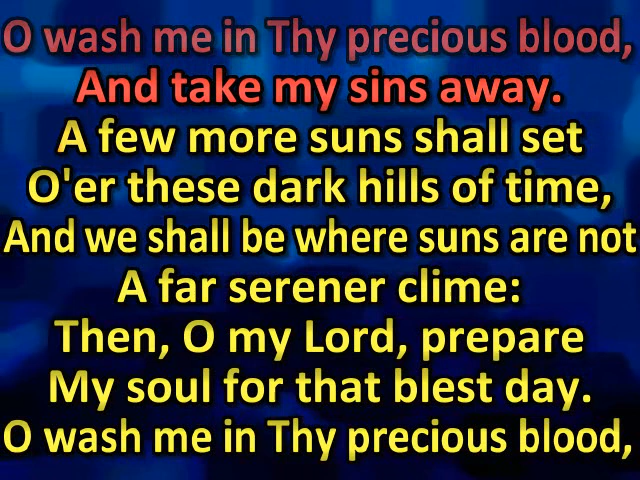 O wash me in Thy precious blood,
And take my sins away.
A few more suns shall set
O'er these dark hills of time,
And we shall be where suns are not
A far serener clime:
Then, O my Lord, prepare
My soul for that blest day.
O wash me in Thy precious blood,